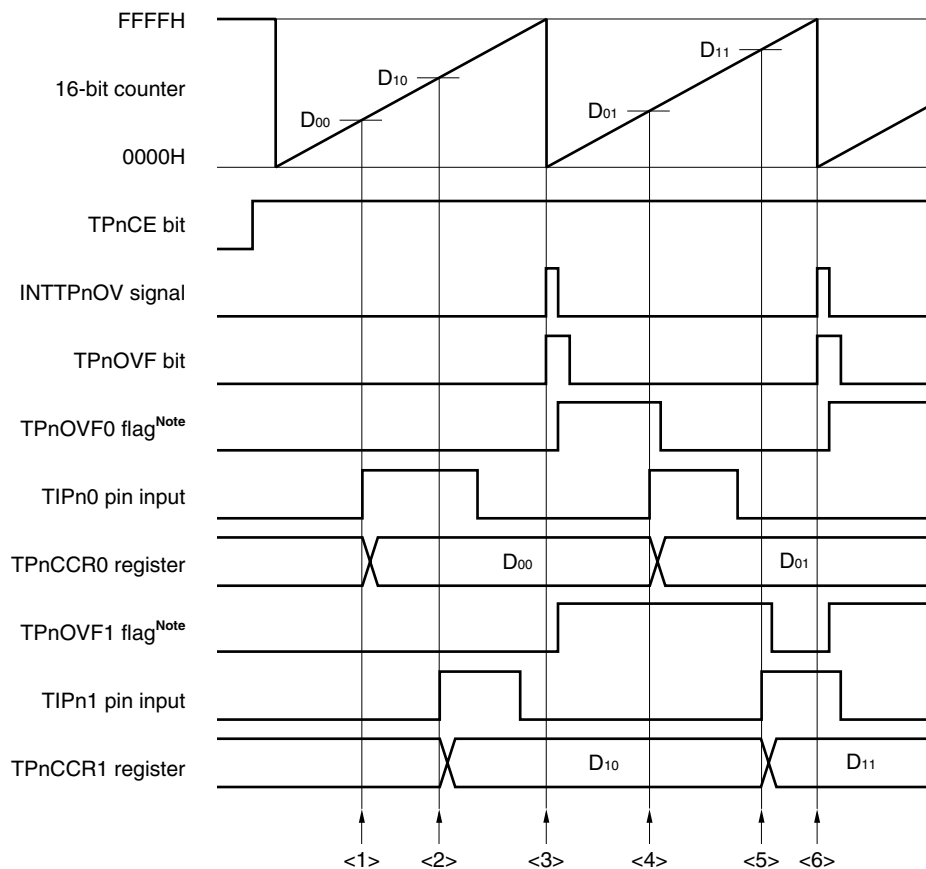 FFFFH
D11
D10
16-bit counter
D01
D00
0000H
TPnCE bit
INTTPnOV signal
TPnOVF bit
TPnOVF0 flagNote
TIPn0 pin input
TPnCCR0 register
D00
D01
TPnOVF1 flagNote
TIPn1 pin input
TPnCCR1 register
D10
D11
<1> <2> <3> <4> <5> <6>